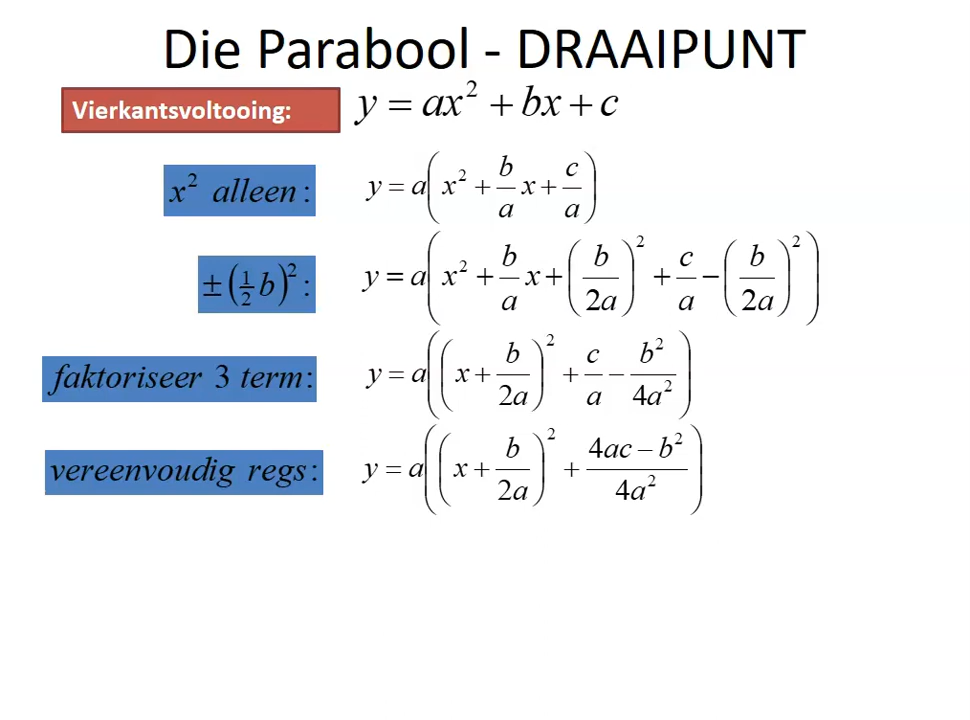 Die Parabool - DRAAIPUNT
Vierkantsvoltooing: y = ax² + bx + c
x² alleen: y = a(x² + b/a x + c/a)
±(½b)²: y = a(x² + b/a x + (b/2a)² + c/a − (b/2a)²)
faktoriseer 3 term: y = a((x + b/2a)² + c/a − b²/4a²)
vereenvoudig regs: y = a((x + b/2a)² + (4ac − b²)/4a²)